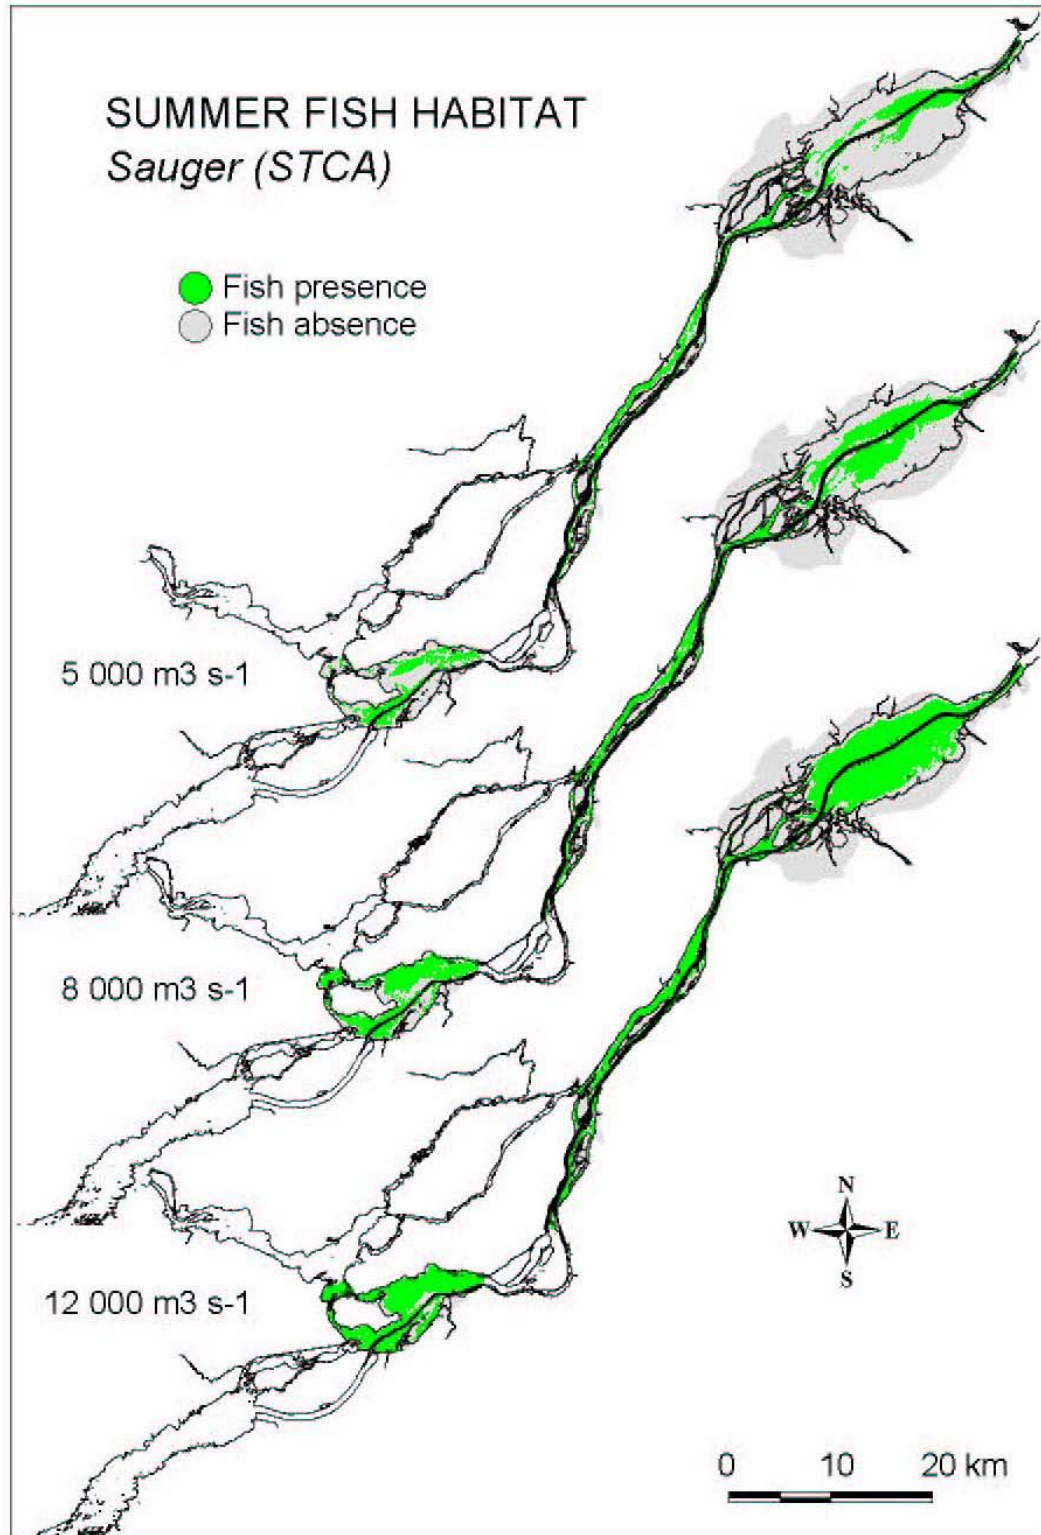 SUMMER FISH HABITAT
Sauger (STCA)
Fish presence
Fish absence
5 000 m3 s-1
8 000 m3 s-1
12 000 m3 s-1
N
W E
S
0 10 20 km